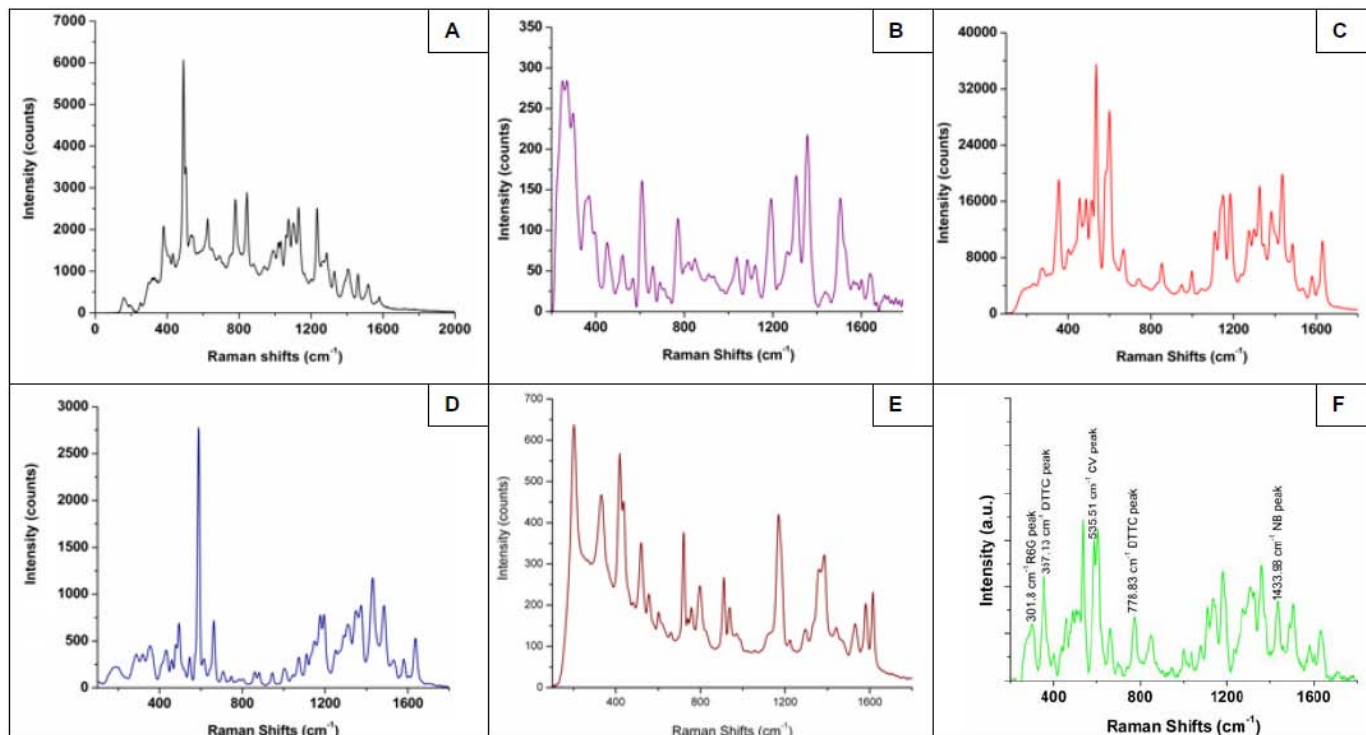 A
7000
6000
5000
4000
3000
2000
1000
0
Intensity (counts)
0 400 800 1200 1600 2000
Raman shifts (cm⁻¹)
B
350
300
250
200
150
100
50
0
Intensity (counts)
400 800 1200 1600
Raman Shifts (cm⁻¹)
C
40000
32000
24000
16000
8000
0
Intensity (counts)
400 800 1200 1600
Raman Shifts (cm⁻¹)
D
3000
2500
2000
1500
1000
500
0
Intensity (counts)
400 800 1200 1600
Raman Shifts (cm⁻¹)
E
700
600
500
400
300
200
100
0
Intensity (counts)
200 400 600 800 1000 1200 1400 1600 1800
Raman Shifts (cm⁻¹)
F
Intensity (a.u.)
301.8 cm⁻¹ R6G peak
357.13 cm⁻¹ DTTC peak
535.51 cm⁻¹ CV peak
778.83 cm⁻¹ DTTC peak
1433.98 cm⁻¹ NB peak
400 800 1200 1600
Raman Shifts (cm⁻¹)